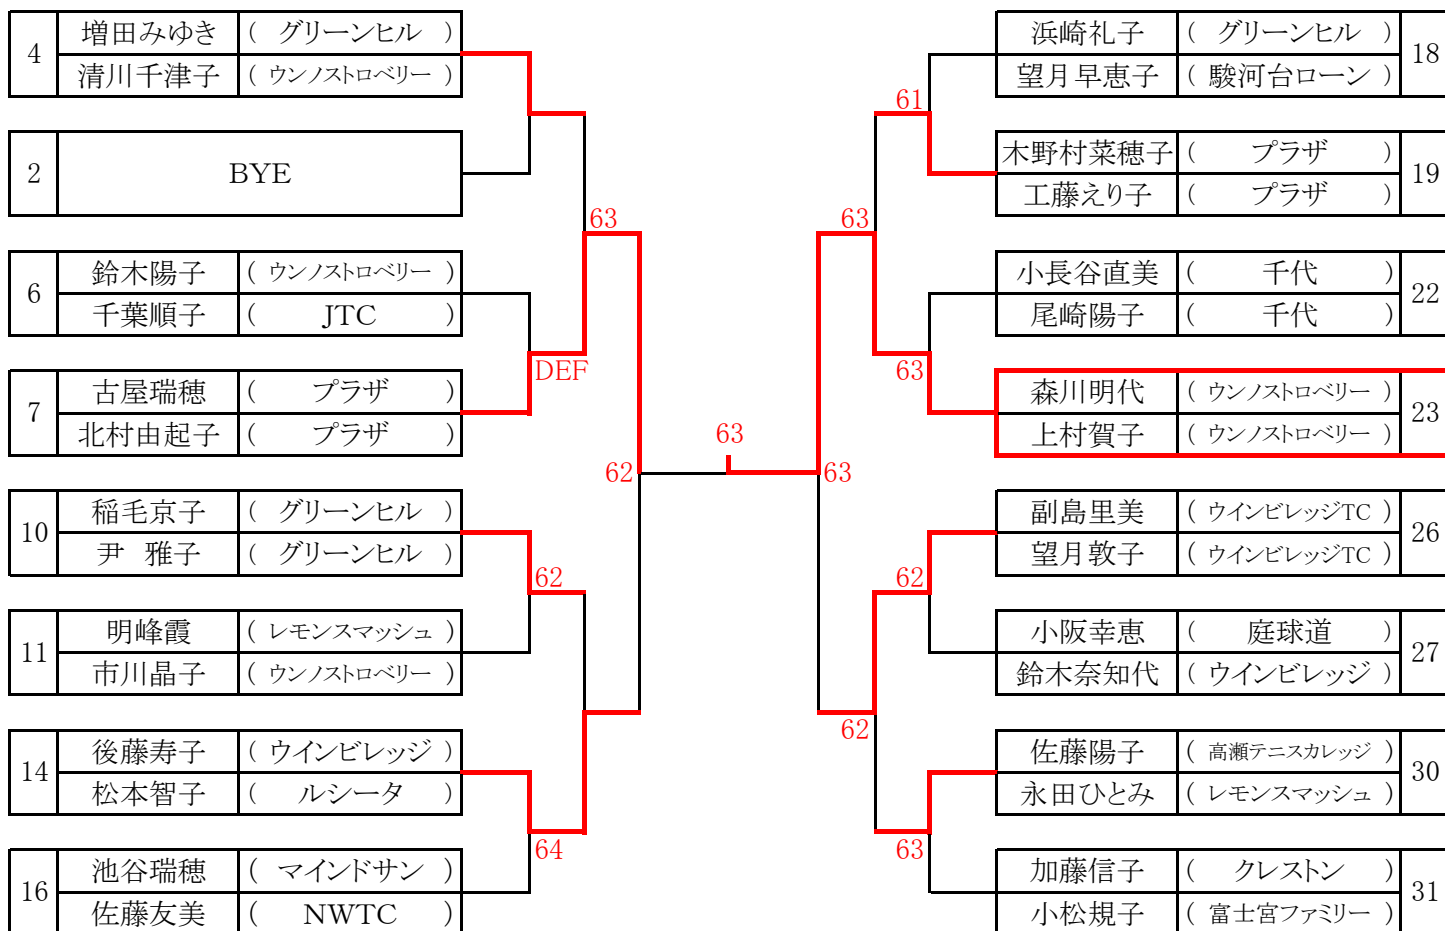 4 増田みゆき ( グリーンヒル )
清川千津子 ( ウンノストロベリー )
2 BYE
63
6 鈴木陽子 ( ウンノストロベリー )
千葉順子 ( JTC )
DEF
7 古屋瑞穂 ( プラザ )
北村由起子 ( プラザ )
62
10 稲毛京子 ( グリーンヒル )
尹 雅子 ( グリーンヒル )
62
11 明峰霞 ( レモンスマッシュ )
市川晶子 ( ウンノストロベリー )
14 後藤寿子 ( ウインビレッジ )
松本智子 ( ルシータ )
64
16 池谷瑞穂 ( マインドサン )
佐藤友美 ( NWTC )
63
浜崎礼子 ( グリーンヒル ) 18
望月早恵子 ( 駿河台ローン )
61
木野村菜穂子 ( プラザ ) 19
工藤えり子 ( プラザ )
63
小長谷直美 ( 千代 ) 22
尾崎陽子 ( 千代 )
63
森川明代 ( ウンノストロベリー ) 23
上村賀子 ( ウンノストロベリー )
63
副島里美 ( ウインビレッジTC ) 26
望月敦子 ( ウインビレッジTC )
62
小阪幸恵 ( 庭球道 ) 27
鈴木奈知代 ( ウインビレッジ )
62
佐藤陽子 ( 高瀬テニスカレッジ ) 30
永田ひとみ ( レモンスマッシュ )
63
加藤信子 ( クレストン ) 31
小松規子 ( 富士宮ファミリー )